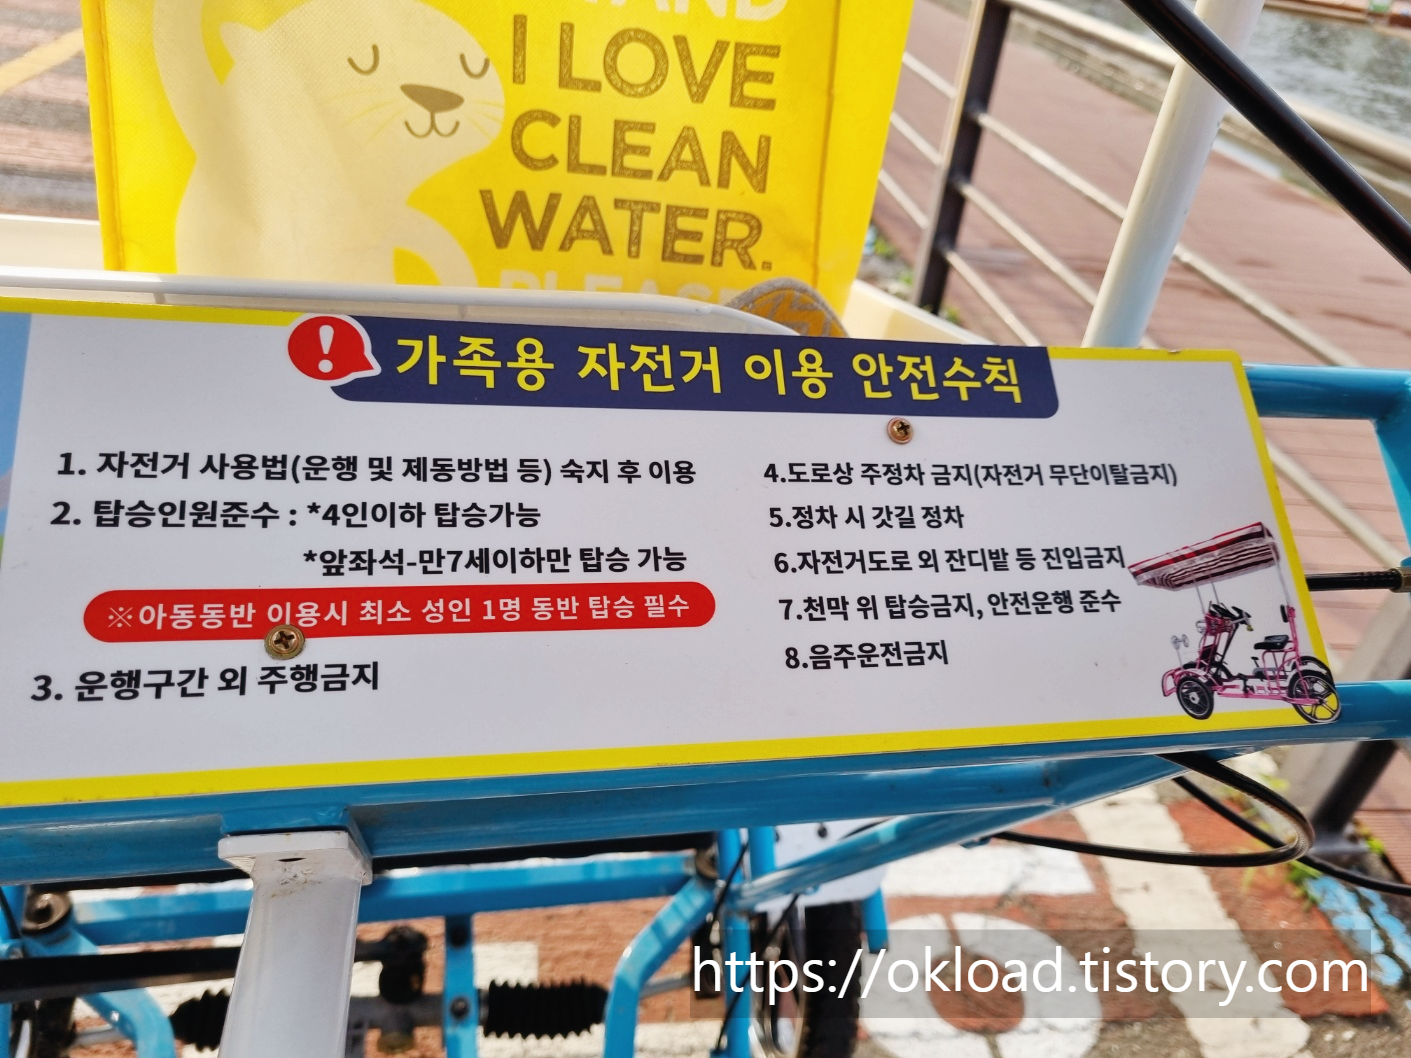 I LOVE
CLEAN
WATER.
가족용 자전거 이용 안전수칙
1. 자전거 사용법(운행 및 제동방법 등) 숙지 후 이용
2. 탑승인원준수 : *4인이하 탑승가능
*앞좌석-만7세이하만 탑승 가능
※아동동반 이용시 최소 성인 1명 동반 탑승 필수
3. 운행구간 외 주행금지
4.도로상 주정차 금지(자전거 무단이탈금지)
5.정차 시 갓길 정차
6.자전거도로 외 잔디밭 등 진입금지
7.천막 위 탑승금지, 안전운행 준수
8.음주운전금지
https://okload.tistory.com